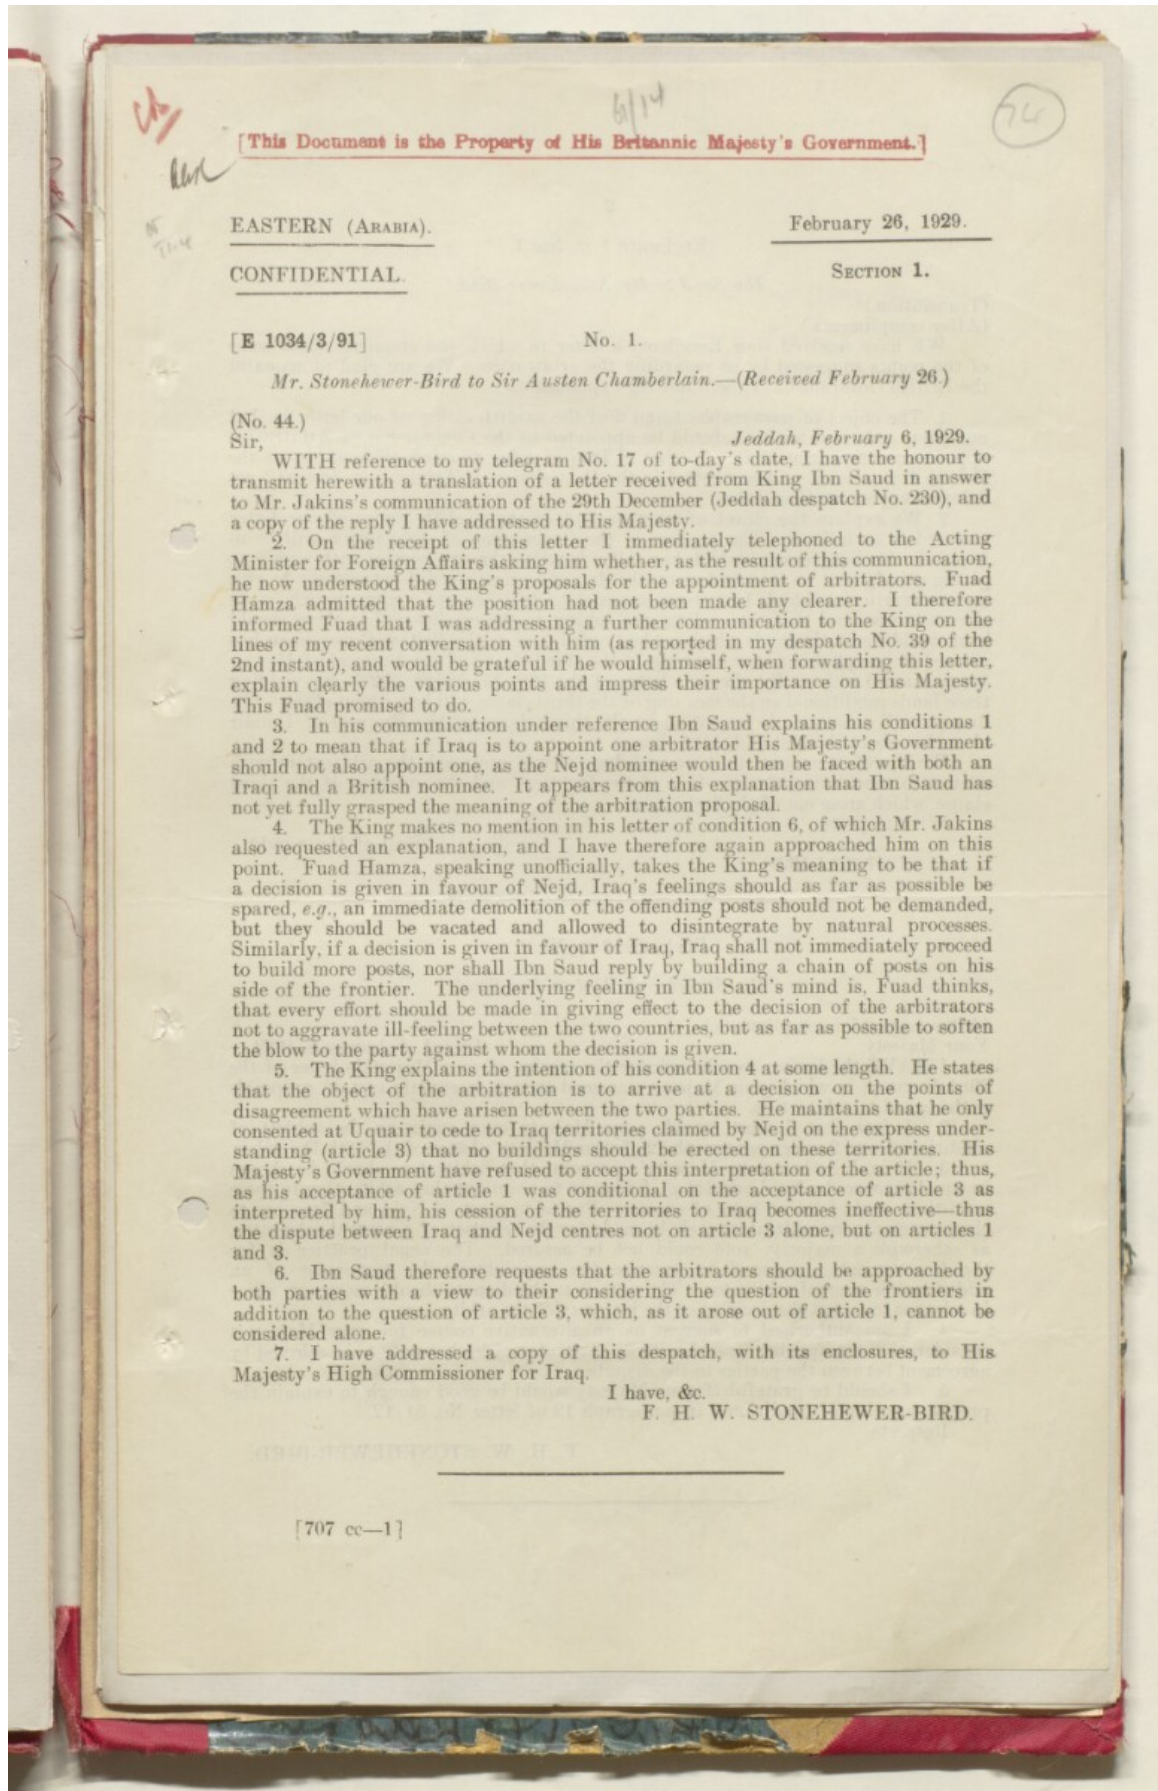 6/14
74
[This Document is the Property of His Britannic Majesty's Government.]
EASTERN (ARABIA).
February 26, 1929.
CONFIDENTIAL.
SECTION 1.
[E 1034/3/91]
No. 1.
Mr. Stonehewer-Bird to Sir Austen Chamberlain.—(Received February 26.)
(No. 44.)
Sir,
Jeddah, February 6, 1929.
WITH reference to my telegram No. 17 of to-day's date, I have the honour to
transmit herewith a translation of a letter received from King Ibn Saud in answer
to Mr. Jakins's communication of the 29th December (Jeddah despatch No. 230), and
a copy of the reply I have addressed to His Majesty.
2. On the receipt of this letter I immediately telephoned to the Acting
Minister for Foreign Affairs asking him whether, as the result of this communication,
he now understood the King's proposals for the appointment of arbitrators. Fuad
Hamza admitted that the position had not been made any clearer. I therefore
informed Fuad that I was addressing a further communication to the King on the
lines of my recent conversation with him (as reported in my despatch No. 39 of the
2nd instant), and would be grateful if he would himself, when forwarding this letter,
explain clearly the various points and impress their importance on His Majesty.
This Fuad promised to do.
3. In his communication under reference Ibn Saud explains his conditions 1
and 2 to mean that if Iraq is to appoint one arbitrator His Majesty's Government
should not also appoint one, as the Nejd nominee would then be faced with both an
Iraqi and a British nominee. It appears from this explanation that Ibn Saud has
not yet fully grasped the meaning of the arbitration proposal.
4. The King makes no mention in his letter of condition 6, of which Mr. Jakins
also requested an explanation, and I have therefore again approached him on this
point. Fuad Hamza, speaking unofficially, takes the King's meaning to be that if
a decision is given in favour of Nejd, Iraq's feelings should as far as possible be
spared, e.g., an immediate demolition of the offending posts should not be demanded,
but they should be vacated and allowed to disintegrate by natural processes.
Similarly, if a decision is given in favour of Iraq, Iraq shall not immediately proceed
to build more posts, nor shall Ibn Saud reply by building a chain of posts on his
side of the frontier. The underlying feeling in Ibn Saud's mind is, Fuad thinks,
that every effort should be made in giving effect to the decision of the arbitrators
not to aggravate ill-feeling between the two countries, but as far as possible to soften
the blow to the party against whom the decision is given.
5. The King explains the intention of his condition 4 at some length. He states
that the object of the arbitration is to arrive at a decision on the points of
disagreement which have arisen between the two parties. He maintains that he only
consented at Uquair to cede to Iraq territories claimed by Nejd on the express under-
standing (article 3) that no buildings should be erected on these territories. His
Majesty's Government have refused to accept this interpretation of the article; thus,
as his acceptance of article 1 was conditional on the acceptance of article 3 as
interpreted by him, his cession of the territories to Iraq becomes ineffective—thus
the dispute between Iraq and Nejd centres not on article 3 alone, but on articles 1
and 3.
6. Ibn Saud therefore requests that the arbitrators should be approached by
both parties with a view to their considering the question of the frontiers in
addition to the question of article 3, which, as it arose out of article 1, cannot be
considered alone.
7. I have addressed a copy of this despatch, with its enclosures, to His
Majesty's High Commissioner for Iraq.
I have, &c.
F. H. W. STONEHEWER-BIRD.
[707 cc—1]